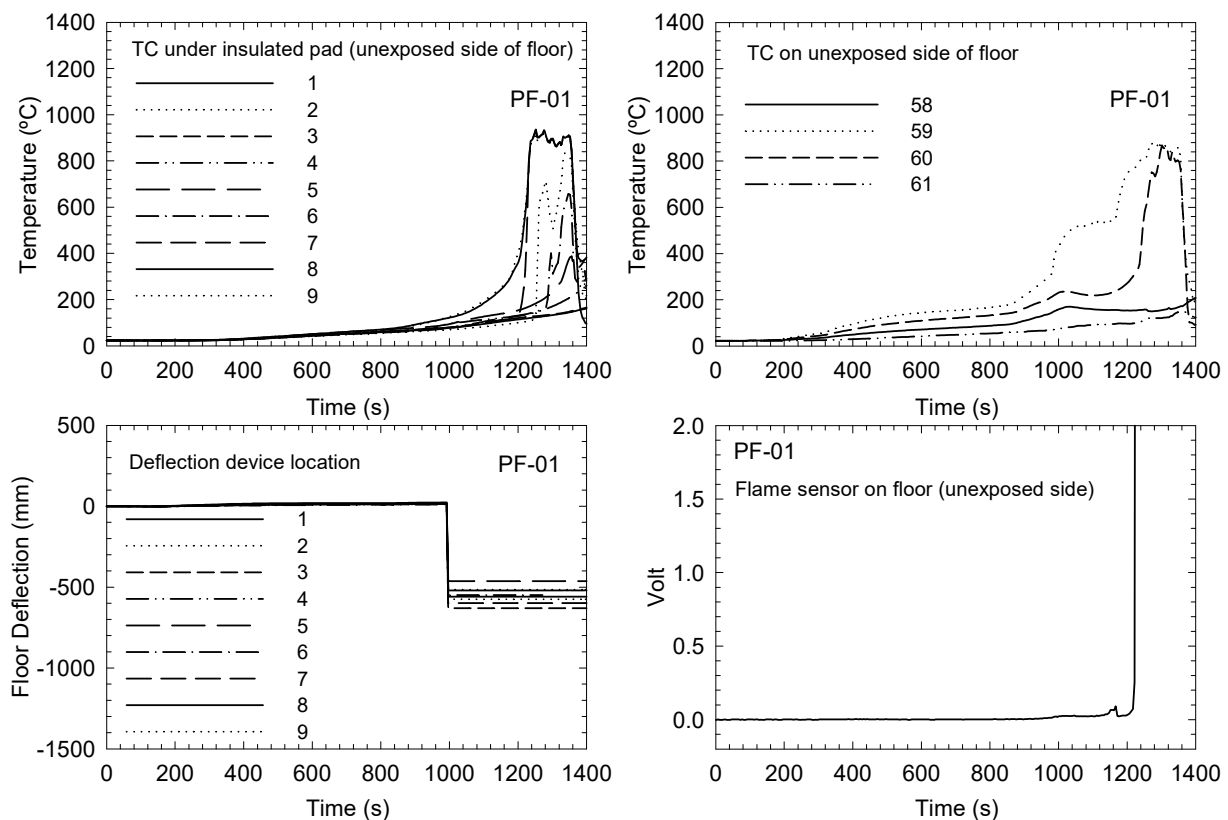 TC under insulated pad (unexposed side of floor)
PF-01
1
2
3
4
5
6
7
8
9
1400
1200
1000
800
600
400
200
0
Temperature (ºC)
0 200 400 600 800 1000 1200 1400
Time (s)
TC on unexposed side of floor
PF-01
58
59
60
61
1400
1200
1000
800
600
400
200
0
Temperature (ºC)
0 200 400 600 800 1000 1200 1400
Time (s)
Deflection device location
PF-01
1
2
3
4
5
6
7
8
9
500
0
-500
-1000
-1500
Floor Deflection (mm)
0 200 400 600 800 1000 1200 1400
Time (s)
PF-01
Flame sensor on floor (unexposed side)
2.0
1.5
1.0
0.5
0.0
Volt
0 200 400 600 800 1000 1200 1400
Time (s)